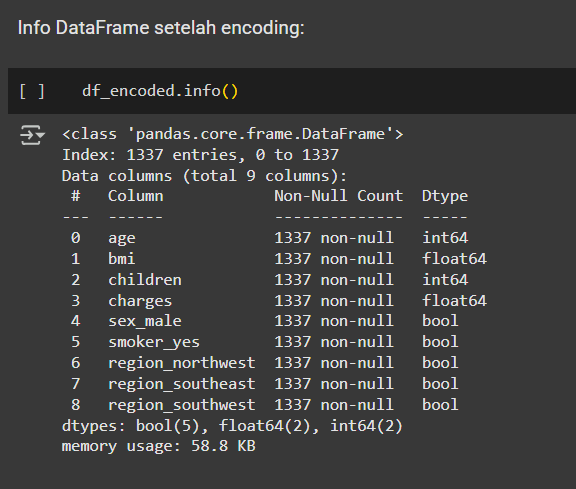 Info DataFrame setelah encoding:
[ ] df_encoded.info()
<class 'pandas.core.frame.DataFrame'>
Index: 1337 entries, 0 to 1337
Data columns (total 9 columns):
 #   Column            Non-Null Count  Dtype
---  ------            --------------  -----
 0   age               1337 non-null   int64
 1   bmi               1337 non-null   float64
 2   children          1337 non-null   int64
 3   charges           1337 non-null   float64
 4   sex_male          1337 non-null   bool
 5   smoker_yes        1337 non-null   bool
 6   region_northwest  1337 non-null   bool
 7   region_southeast  1337 non-null   bool
 8   region_southwest  1337 non-null   bool
dtypes: bool(5), float64(2), int64(2)
memory usage: 58.8 KB